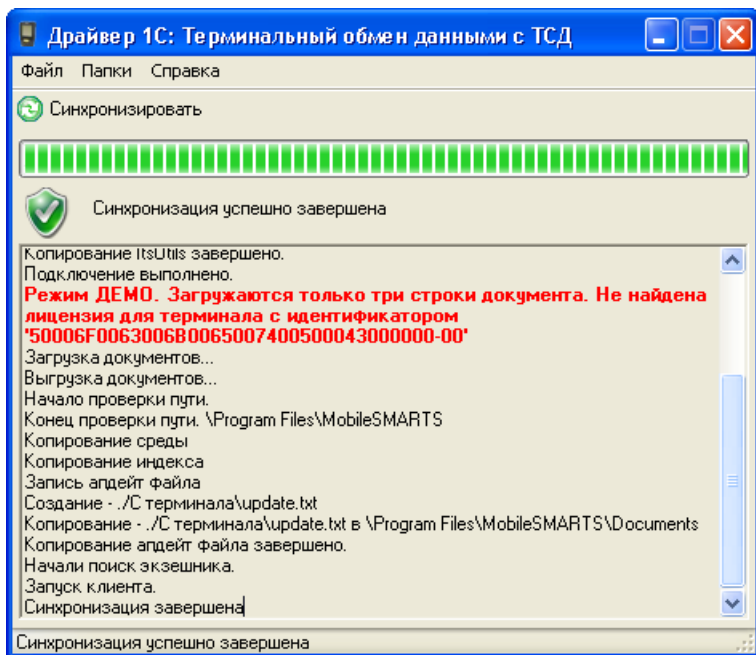 Драйвер 1С: Терминальный обмен данными с ТСД
Файл Папки Справка
Синхронизировать
Синхронизация успешно завершена
Копирование ItsUtils завершено.
Подключение выполнено.
Режим ДЕМО. Загружаются только три строки документа. Не найдена
лицензия для терминала с идентификатором
'50006F0063006B0065007400500043000000-00'
Загрузка документов...
Выгрузка документов...
Начало проверки пути.
Конец проверки пути. \Program Files\MobileSMARTS
Копирование среды
Копирование индекса
Запись апдейт файла
Создание - ./С терминала\update.txt
Копирование - ./С терминала\update.txt в \Program Files\MobileSMARTS\Documents
Копирование апдейт файла завершено.
Начали поиск экзешника.
Запуск клиента.
Синхронизация завершена
Синхронизация успешно завершена